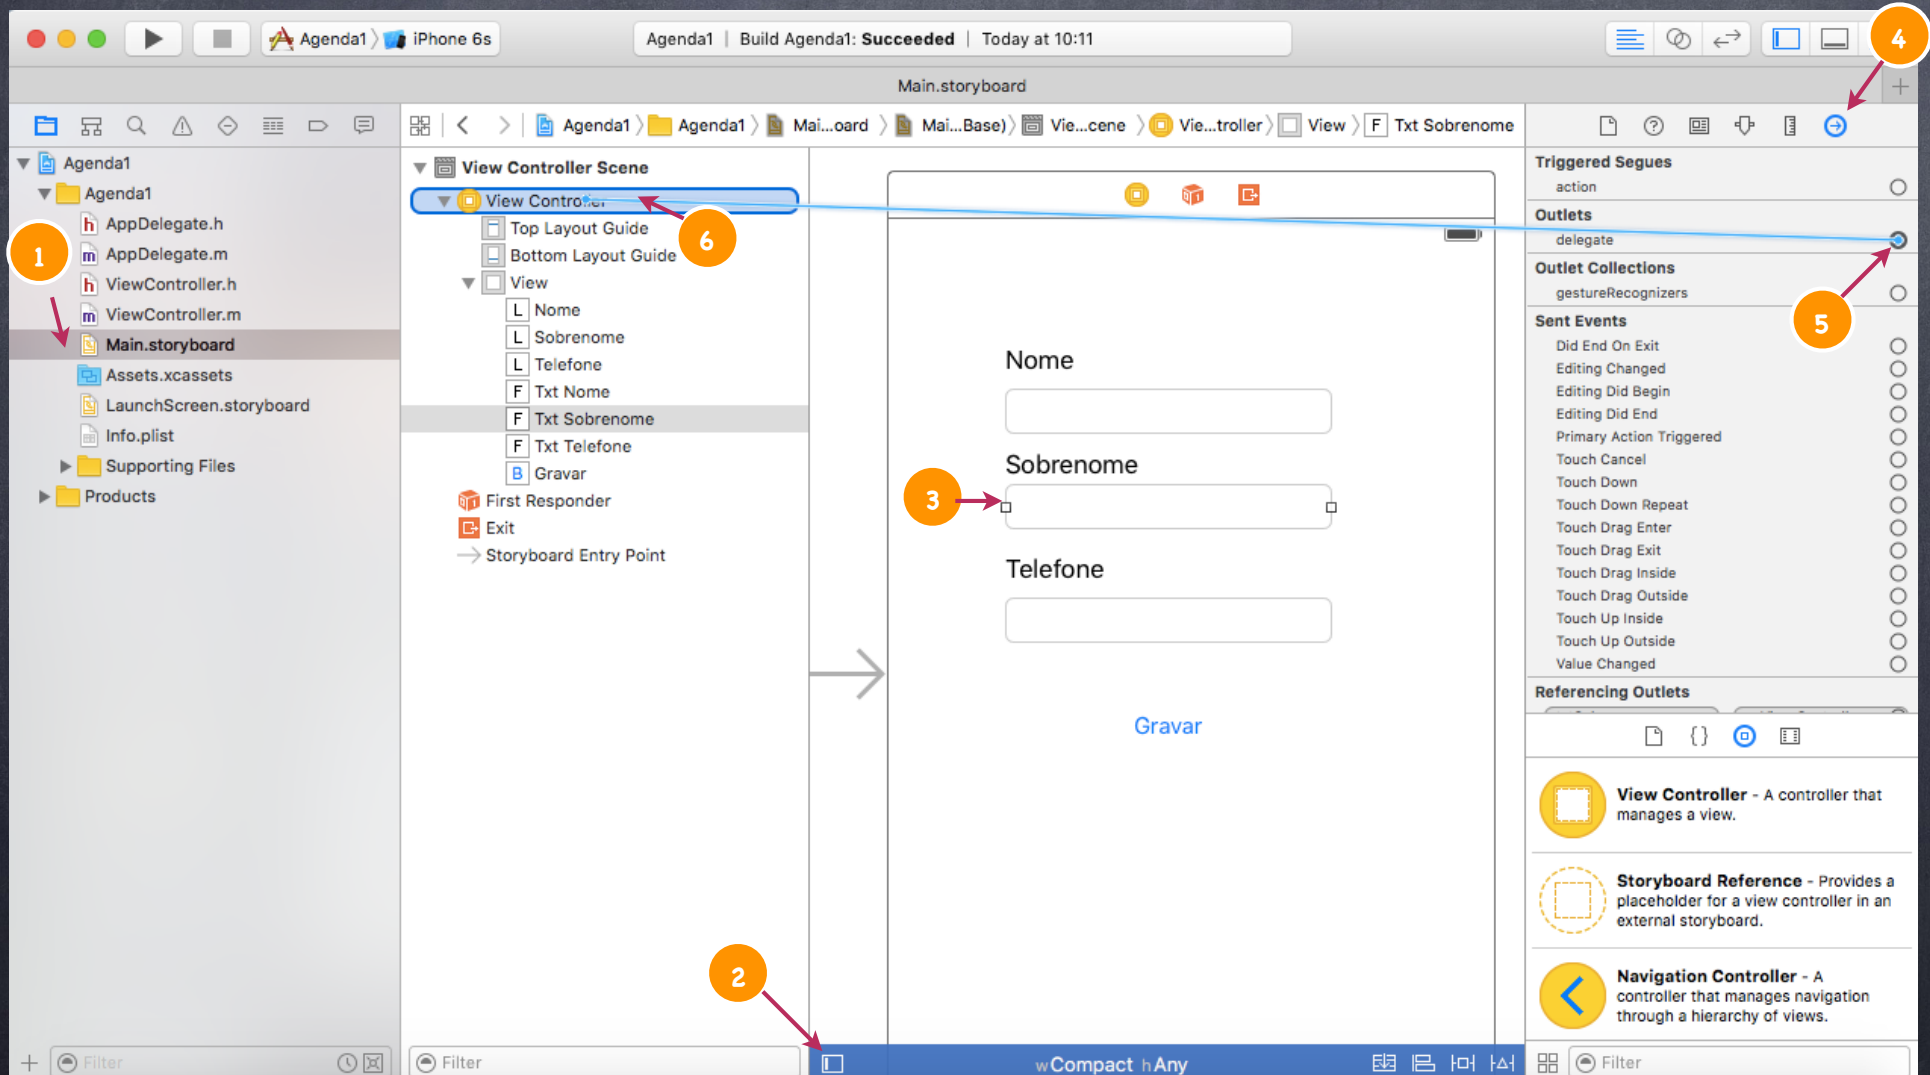 Agenda1 iPhone 6s
Agenda1 | Build Agenda1: Succeeded | Today at 10:11
4
Main.storyboard
Agenda1 Agenda1 Mai...oard Mai...Base) Vie...cene Vie...troller View F Txt Sobrenome
Agenda1
Agenda1
h AppDelegate.h
m AppDelegate.m
h ViewController.h
m ViewController.m
Main.storyboard
Assets.xcassets
LaunchScreen.storyboard
Info.plist
Supporting Files
Products
1
Filter
View Controller Scene
View Controller
Top Layout Guide
Bottom Layout Guide
View
L Nome
L Sobrenome
L Telefone
F Txt Nome
F Txt Sobrenome
F Txt Telefone
B Gravar
First Responder
Exit
Storyboard Entry Point
6
2
Filter
Nome
Sobrenome
3
Telefone
Gravar
wCompact hAny
Triggered Segues
action
Outlets
delegate
Outlet Collections
gestureRecognizers
5
Sent Events
Did End On Exit
Editing Changed
Editing Did Begin
Editing Did End
Primary Action Triggered
Touch Cancel
Touch Down
Touch Down Repeat
Touch Drag Enter
Touch Drag Exit
Touch Drag Inside
Touch Drag Outside
Touch Up Inside
Touch Up Outside
Value Changed
Referencing Outlets
{}
View Controller - A controller that
manages a view.
Storyboard Reference - Provides a
placeholder for a view controller in an
external storyboard.
Navigation Controller - A
controller that manages navigation
through a hierarchy of views.
Filter